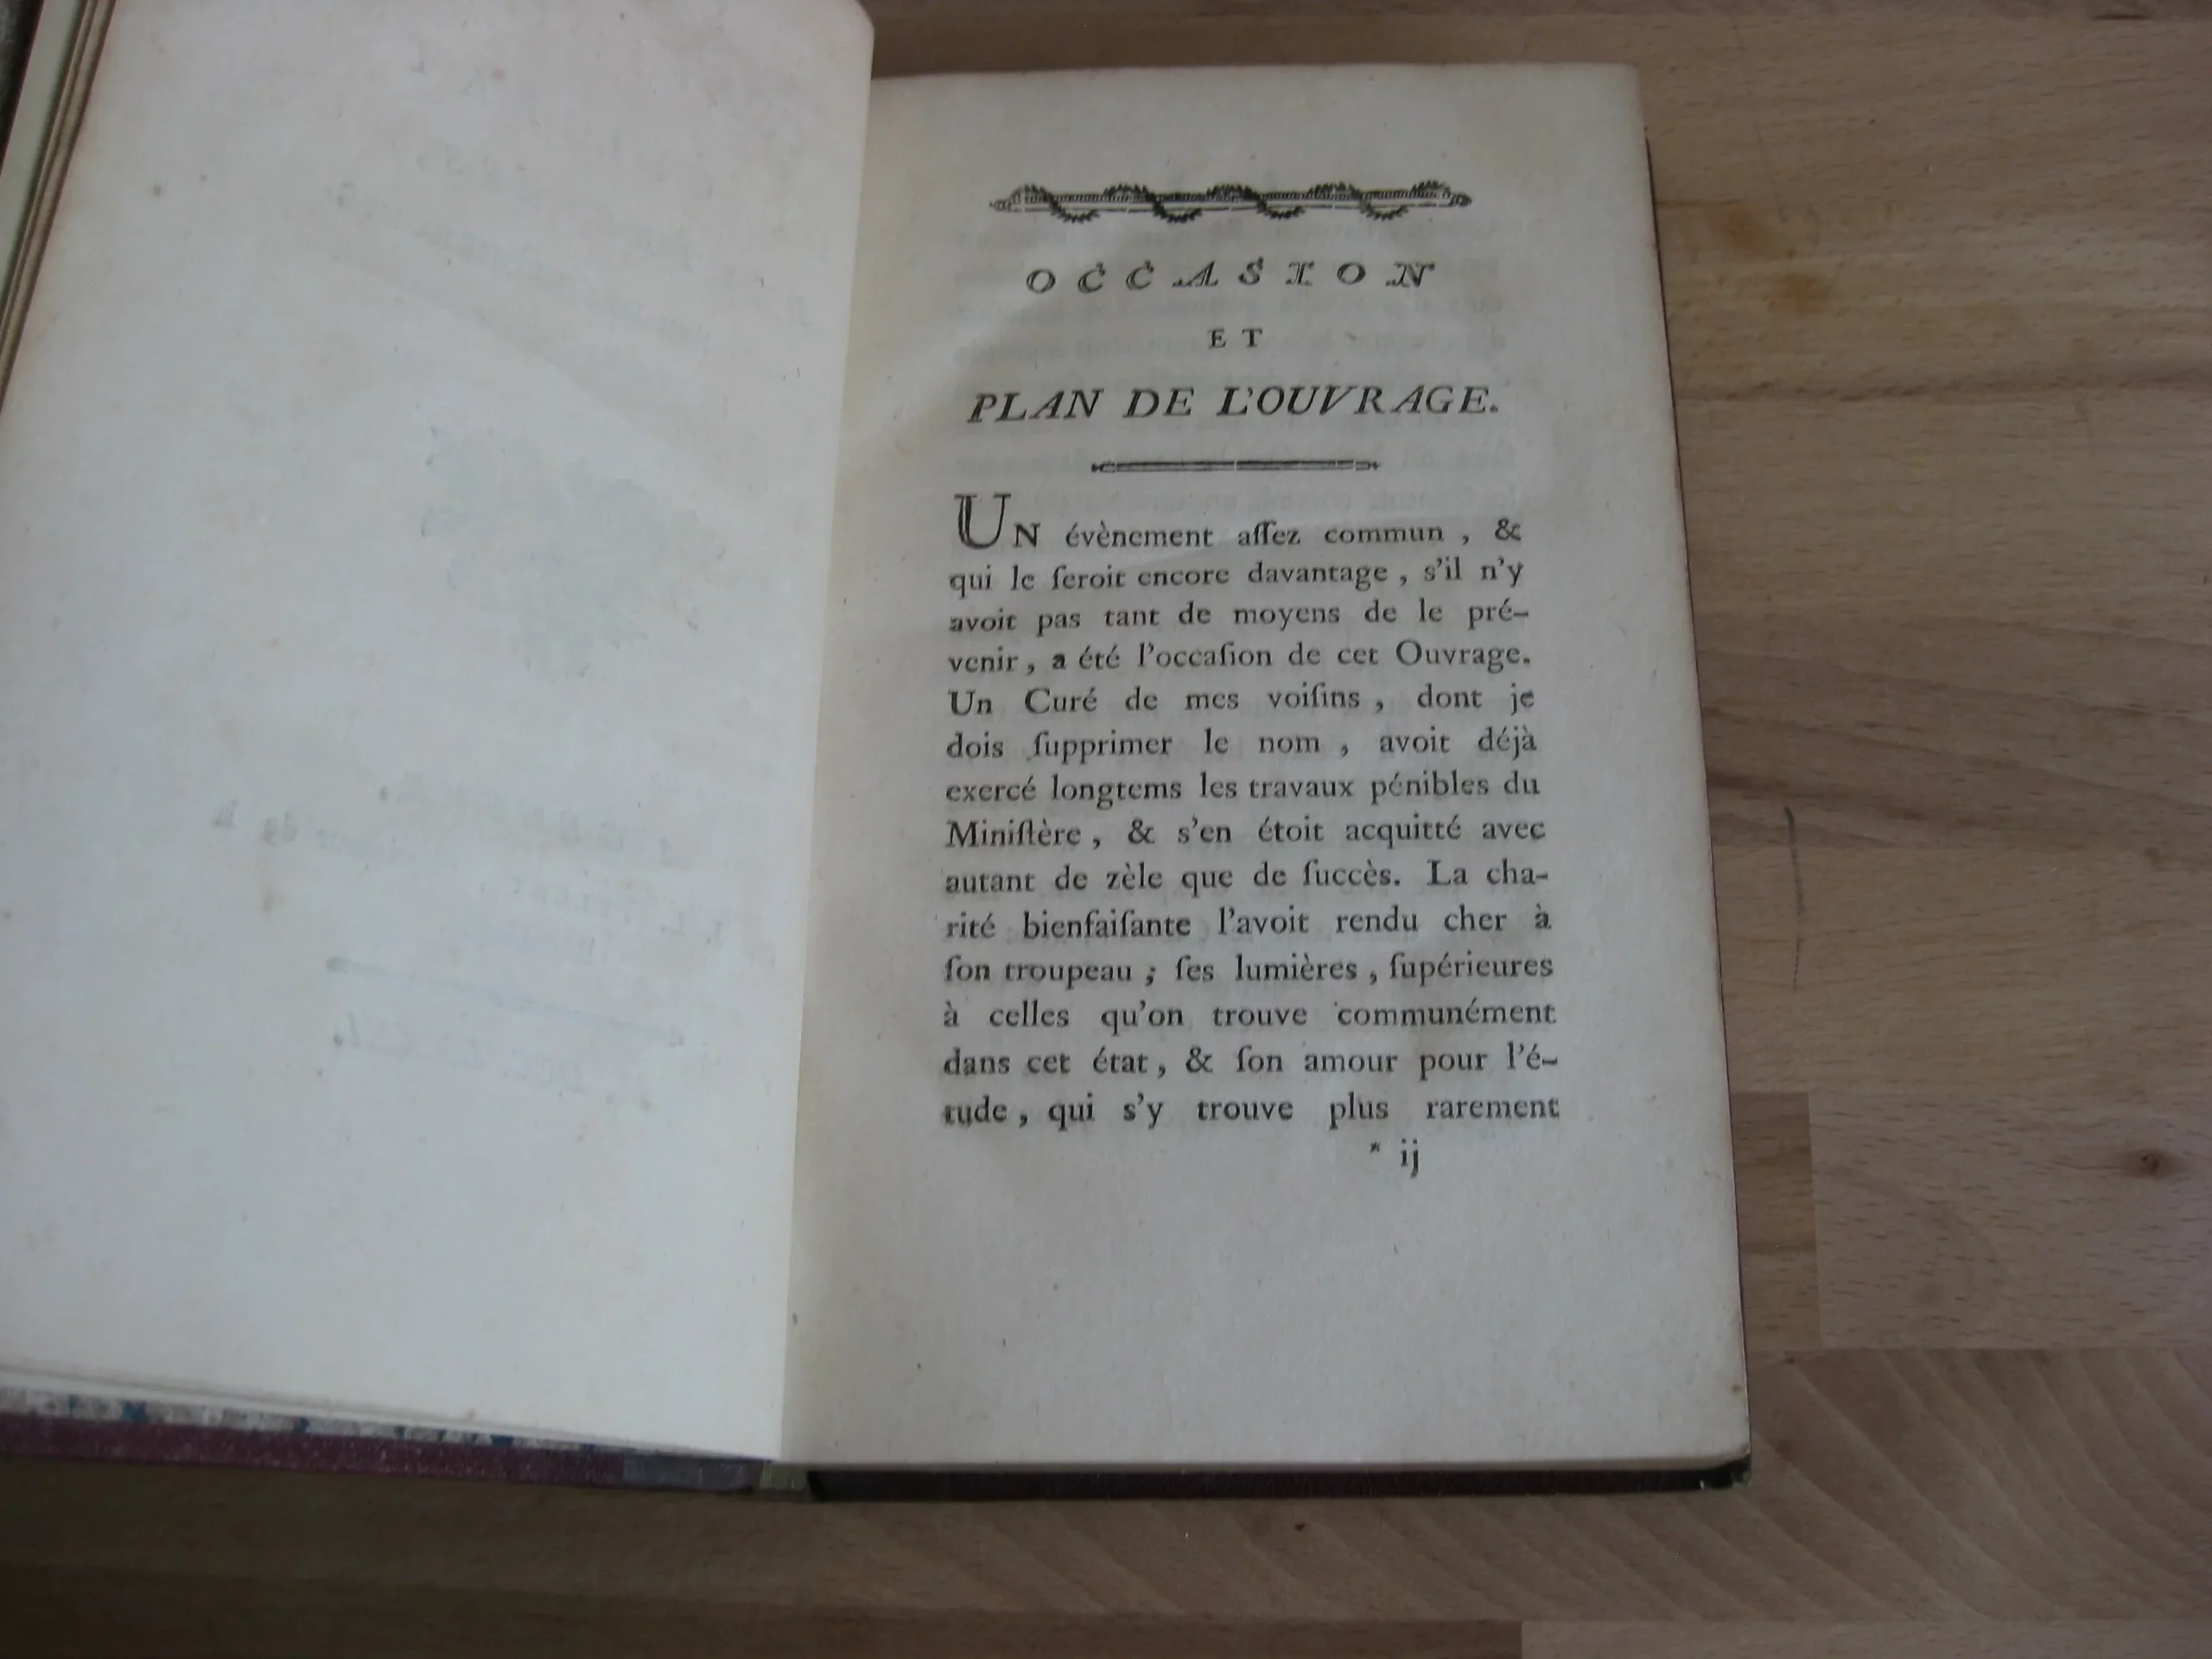 OCCASION
ET
PLAN DE L'OUVRAGE.
UN évènement aſſez commun , &
qui le ſeroit encore davantage , s'il n'y
avoit pas tant de moyens de le pré-
venir , a été l'occaſion de cet Ouvrage.
Un Curé de mes voiſins , dont je
dois ſupprimer le nom , avoit déjà
exercé longtems les travaux pénibles du
Miniſtère , & s'en étoit acquitté avec
autant de zèle que de ſuccès. La cha-
rité bienfaiſante l'avoit rendu cher à
ſon troupeau ; ſes lumières , ſupérieures
à celles qu'on trouve communément
dans cet état , & ſon amour pour l'é-
tude , qui s'y trouve plus rarement
* ij